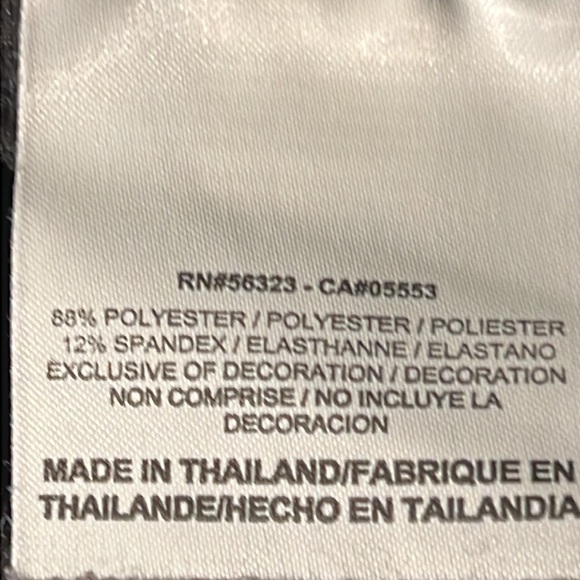 RN#56323 - CA#05553
88% POLYESTER / POLYESTER / POLIESTER
12% SPANDEX / ELASTHANNE / ELASTANO
EXCLUSIVE OF DECORATION / DECORATION
NON COMPRISE / NO INCLUYE LA
DECORACION
MADE IN THAILAND/FABRIQUE EN
THAILANDE/HECHO EN TAILANDIA